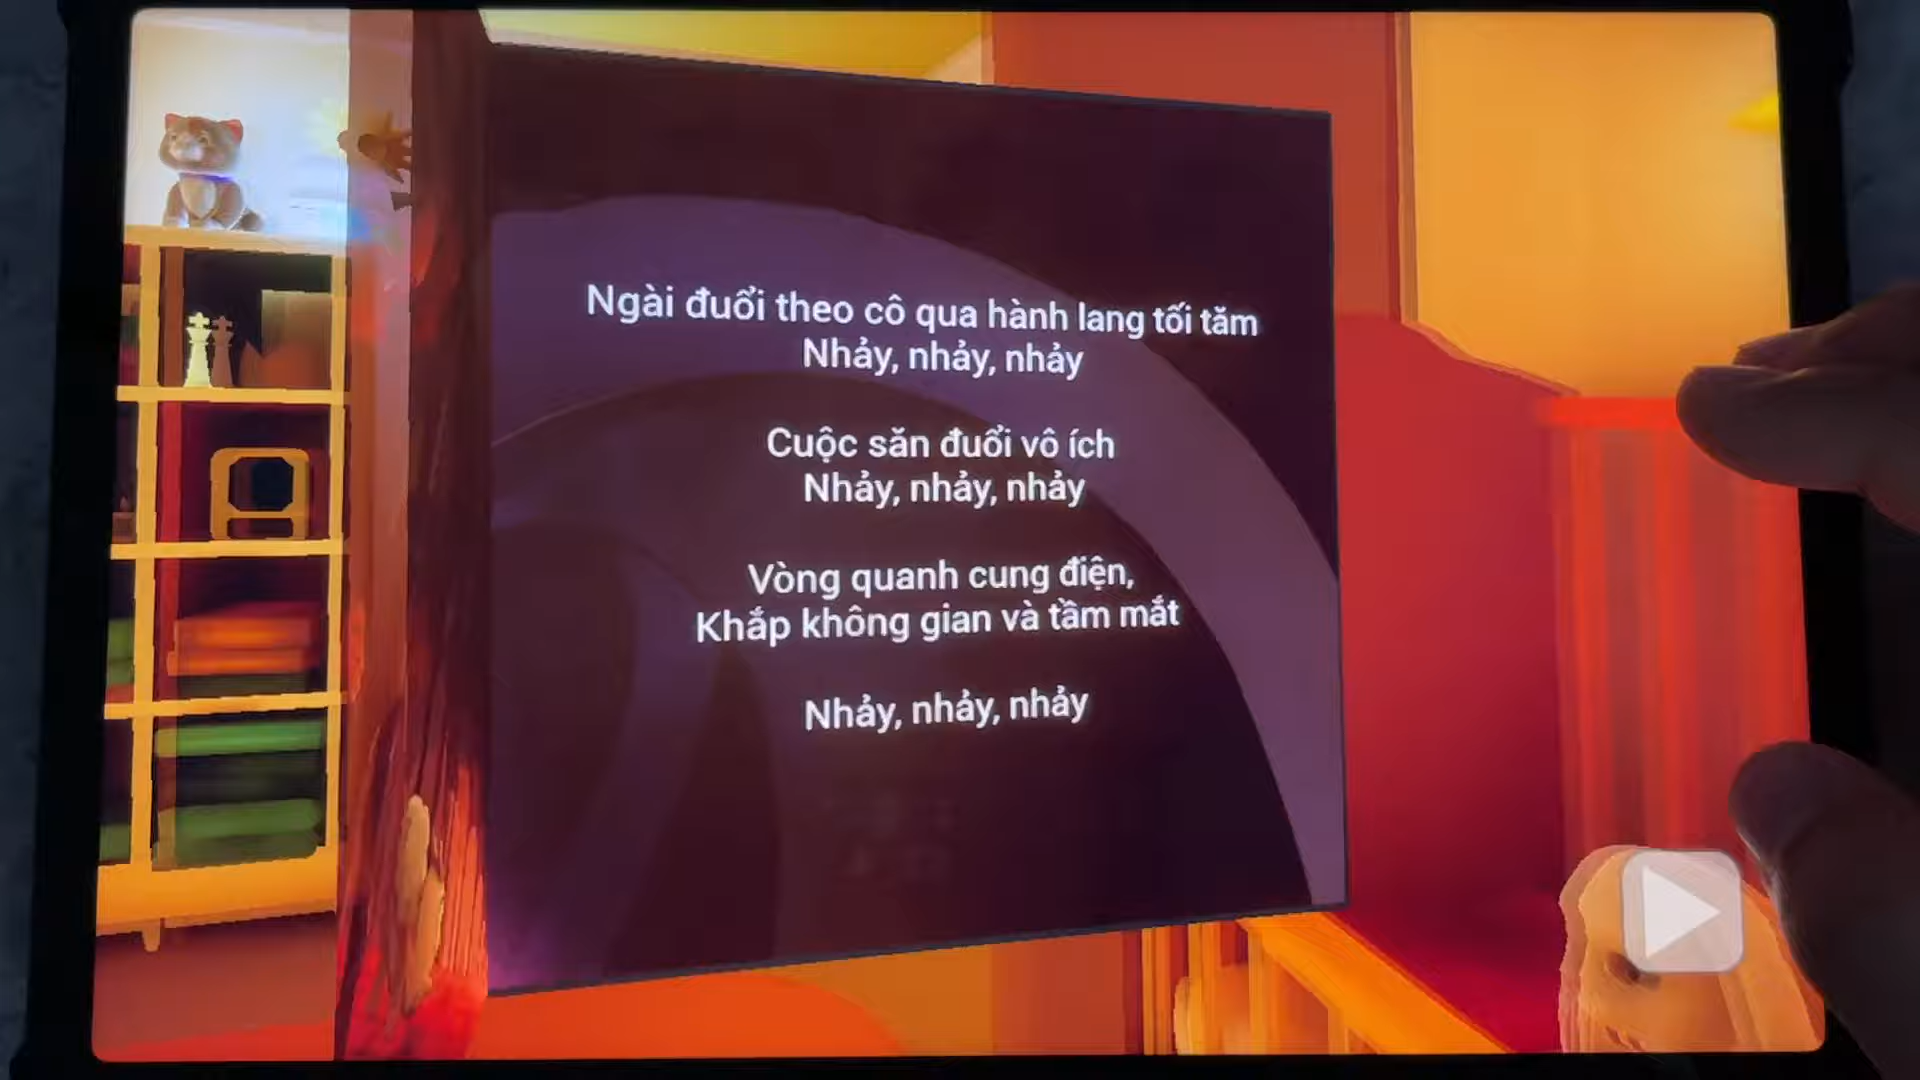 Ngài đuổi theo cô qua hành lang tối tăm
Nhảy, nhảy, nhảy
Cuộc săn đuổi vô ích
Nhảy, nhảy, nhảy
Vòng quanh cung điện,
Khắp không gian và tầm mắt
Nhảy, nhảy, nhảy